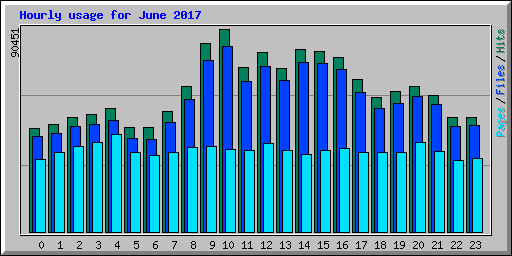 Hourly usage for June 2017
90451
Pages/Files/Hits
0 1 2 3 4 5 6 7 8 9 10 11 12 13 14 15 16 17 18 19 20 21 22 23